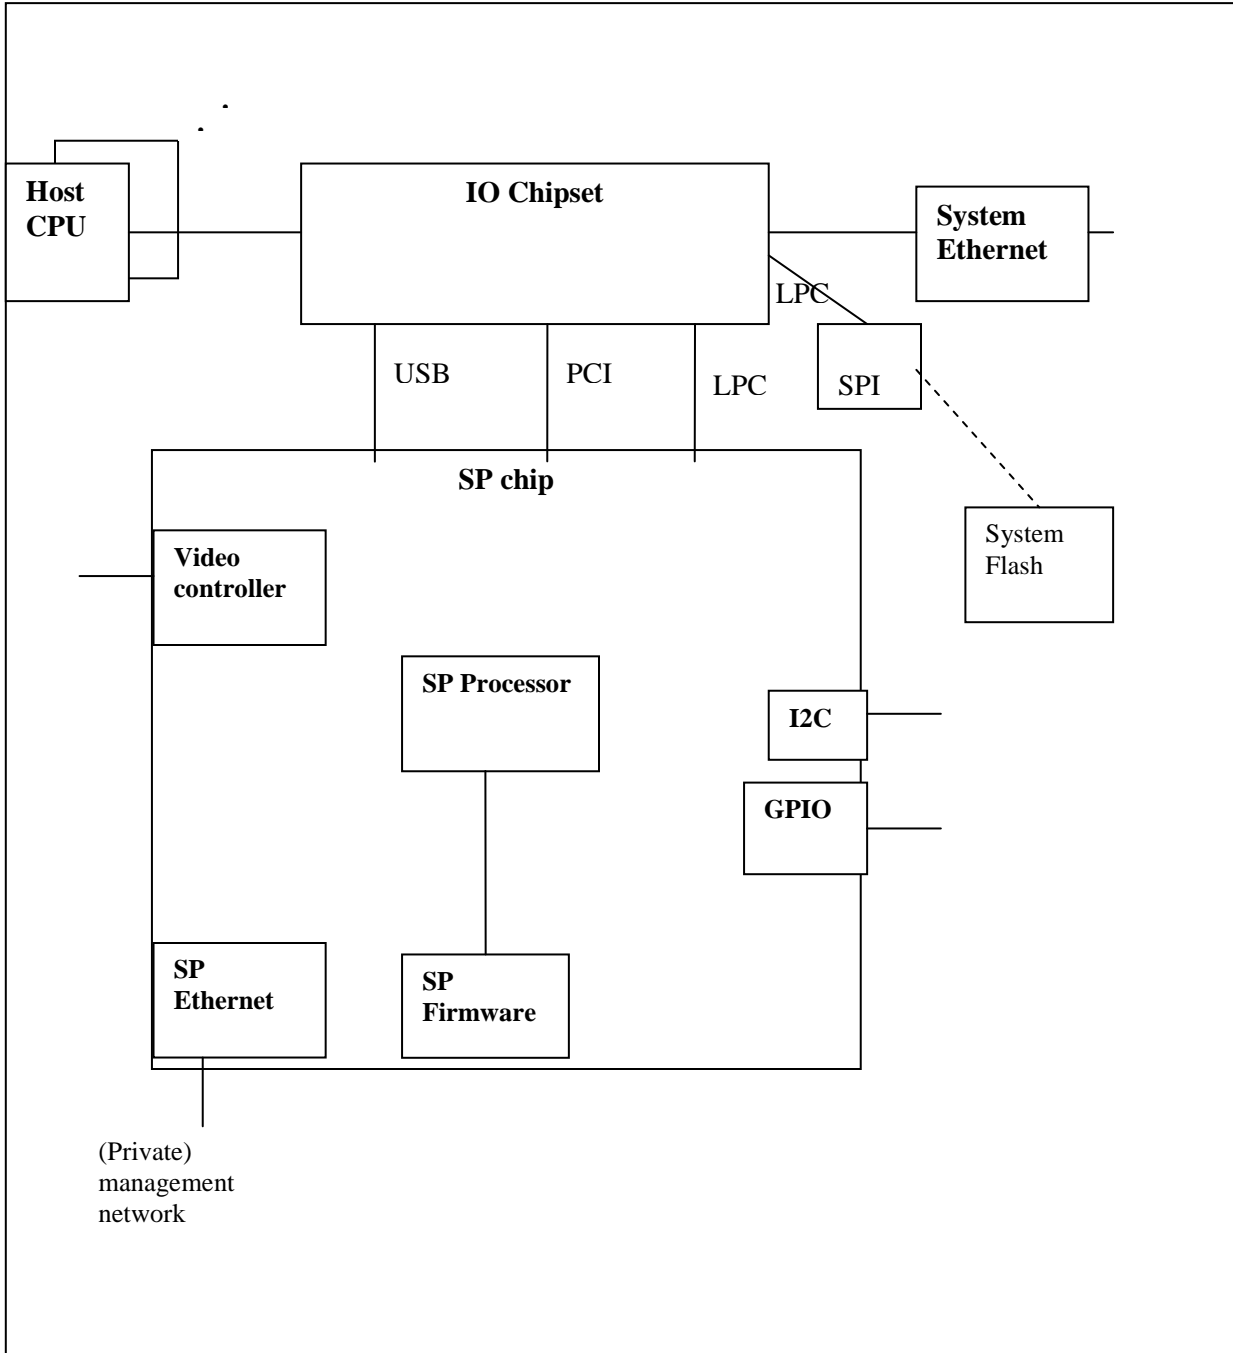 Host
CPU
IO Chipset
System
Ethernet
LPC
USB
PCI
LPC
SPI
SP chip
System
Flash
Video
controller
SP Processor
I2C
GPIO
SP
Ethernet
SP
Firmware
(Private)
management
network